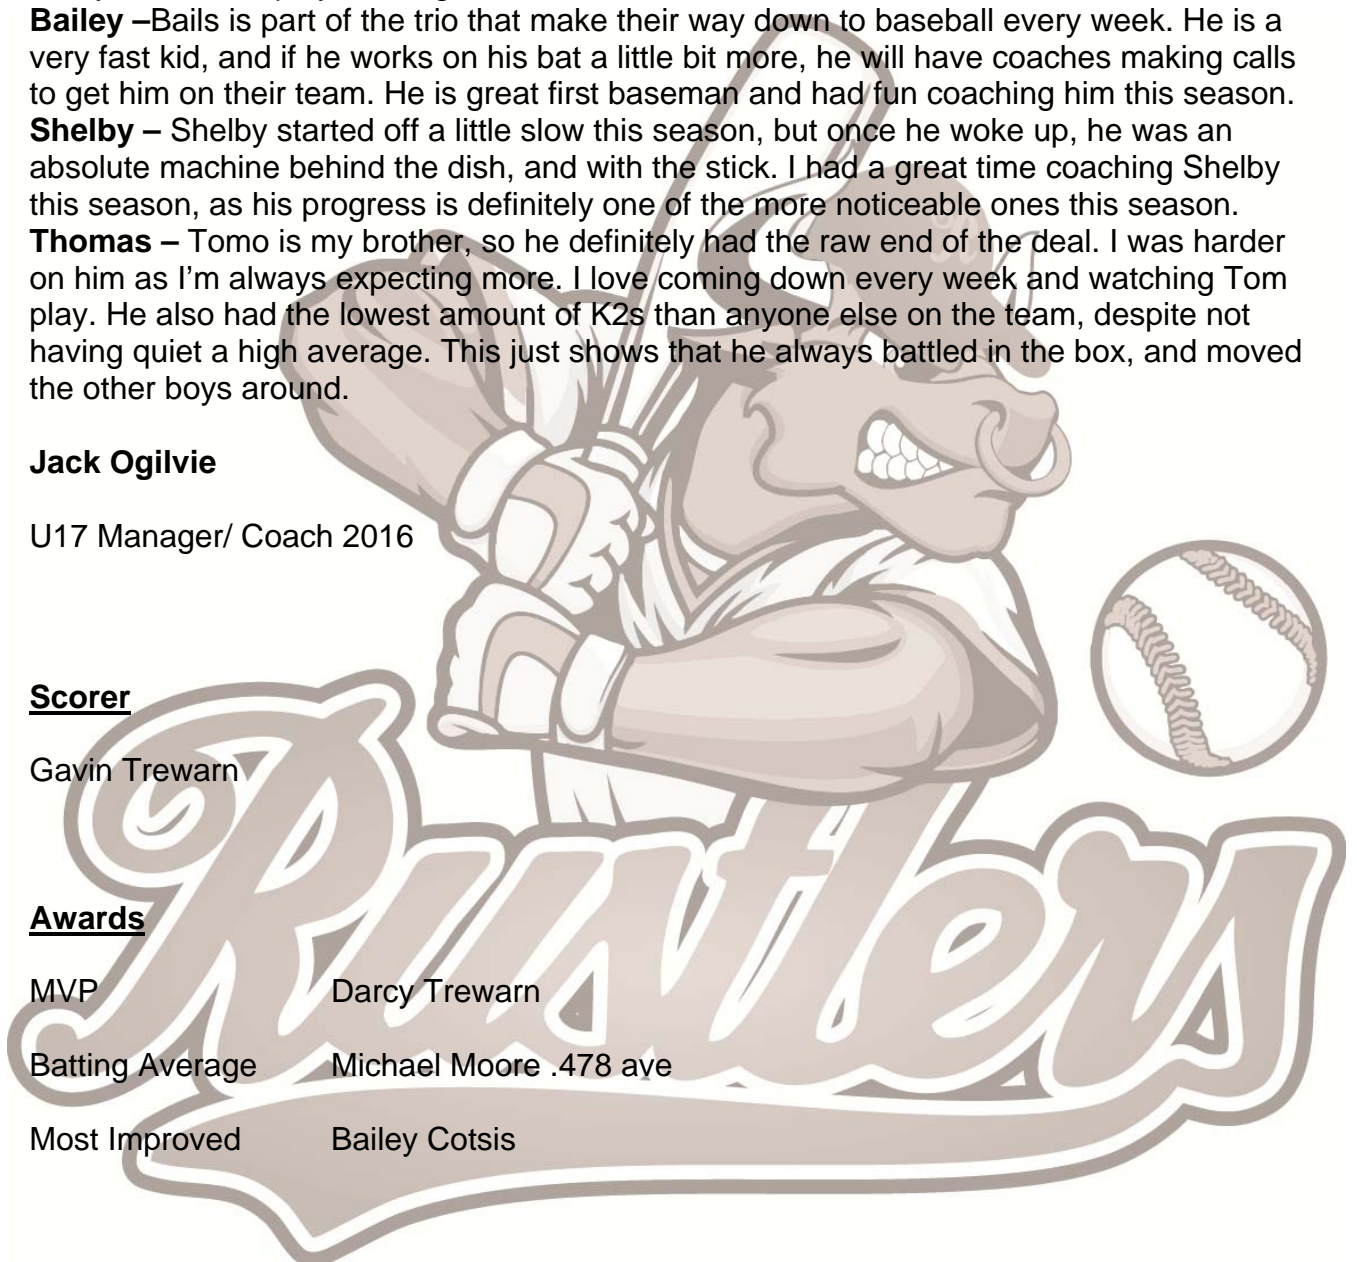 Bailey –Bails is part of the trio that make their way down to baseball every week. He is a
very fast kid, and if he works on his bat a little bit more, he will have coaches making calls
to get him on their team. He is great first baseman and had fun coaching him this season.
Shelby – Shelby started off a little slow this season, but once he woke up, he was an
absolute machine behind the dish, and with the stick. I had a great time coaching Shelby
this season, as his progress is definitely one of the more noticeable ones this season.
Thomas – Tomo is my brother, so he definitely had the raw end of the deal. I was harder
on him as I’m always expecting more. I love coming down every week and watching Tom
play. He also had the lowest amount of K2s than anyone else on the team, despite not
having quiet a high average. This just shows that he always battled in the box, and moved
the other boys around.
Jack Ogilvie
U17 Manager/ Coach 2016
Scorer
Gavin Trewarn
Rustlers
Awards
MVP Darcy Trewarn
Batting Average Michael Moore .478 ave
Most Improved Bailey Cotsis